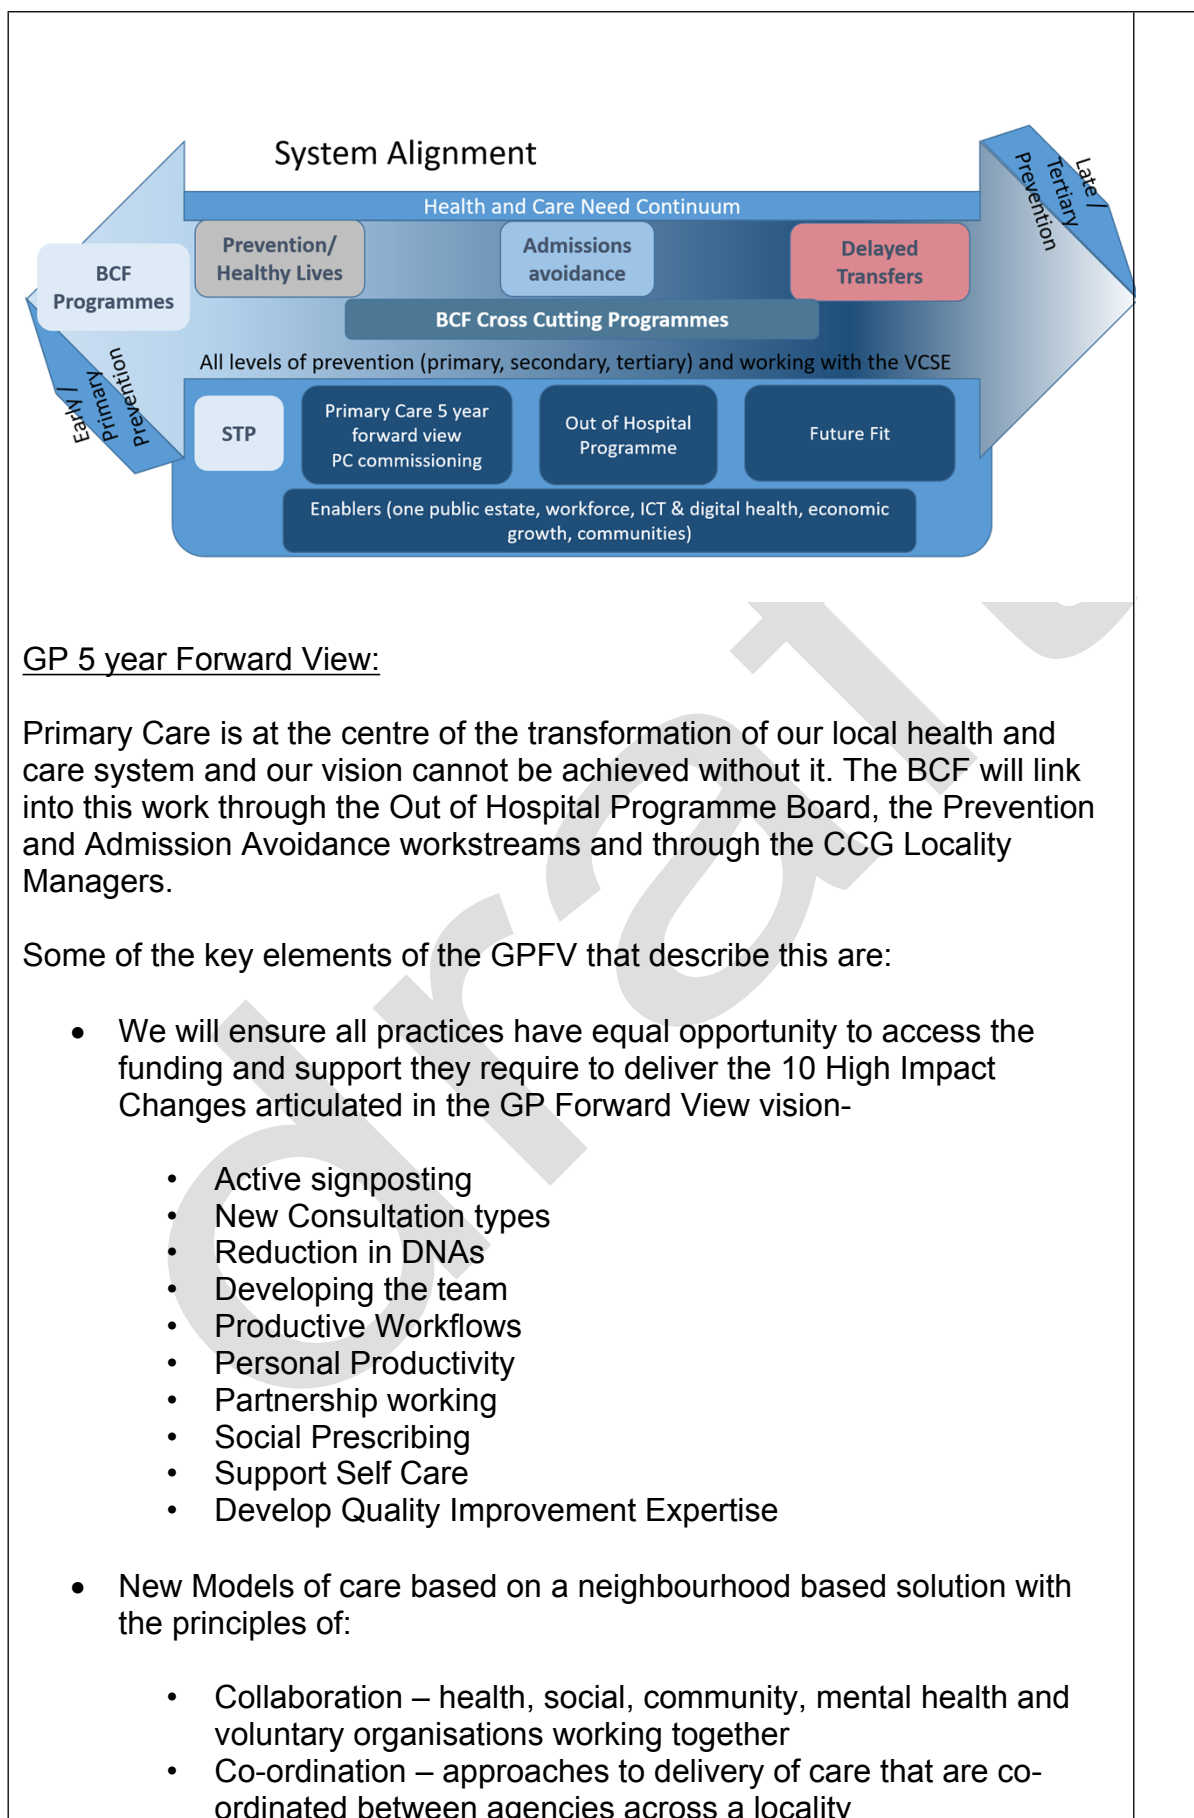 System Alignment
Late /
Tertiary
Prevention
Health and Care Need Continuum
Prevention/
Healthy Lives
Admissions
avoidance
Delayed
Transfers
BCF
Programmes
BCF Cross Cutting Programmes
All levels of prevention (primary, secondary, tertiary) and working with the VCSE
Early /
Primary
Prevention
STP
Primary Care 5 year
forward view
PC commissioning
Out of Hospital
Programme
Future Fit
Enablers (one public estate, workforce, ICT & digital health, economic
growth, communities)
draft
GP 5 year Forward View:
Primary Care is at the centre of the transformation of our local health and
care system and our vision cannot be achieved without it. The BCF will link
into this work through the Out of Hospital Programme Board, the Prevention
and Admission Avoidance workstreams and through the CCG Locality
Managers.
Some of the key elements of the GPFV that describe this are:
• We will ensure all practices have equal opportunity to access the
funding and support they require to deliver the 10 High Impact
Changes articulated in the GP Forward View vision-
• Active signposting
• New Consultation types
• Reduction in DNAs
• Developing the team
• Productive Workflows
• Personal Productivity
• Partnership working
• Social Prescribing
• Support Self Care
• Develop Quality Improvement Expertise
• New Models of care based on a neighbourhood based solution with
the principles of:
• Collaboration – health, social, community, mental health and
voluntary organisations working together
• Co-ordination – approaches to delivery of care that are co-
ordinated between agencies across a locality